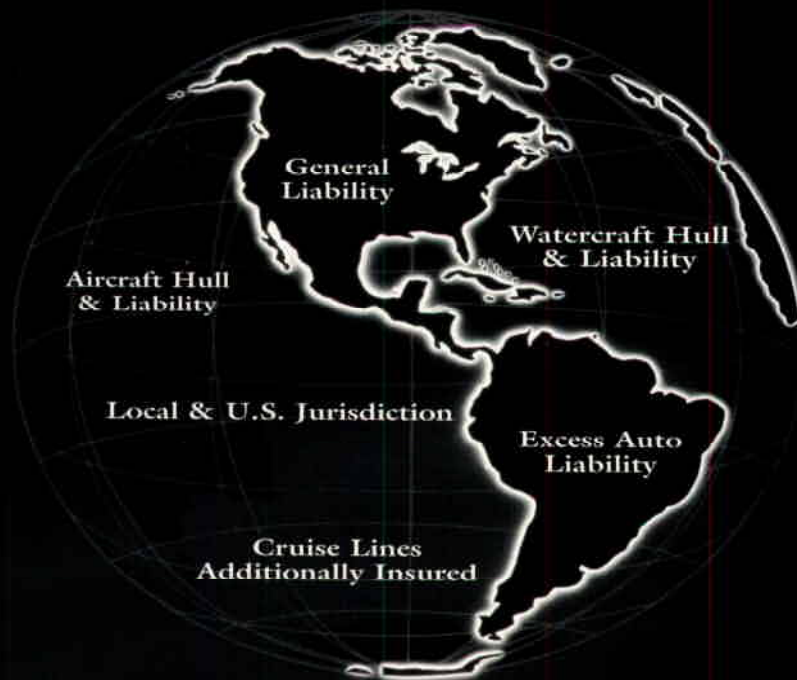 General
Liability
Watercraft Hull
& Liability
Aircraft Hull
& Liability
Local & U.S. Jurisdiction
Excess Auto
Liability
Cruise Lines
Additionally Insured